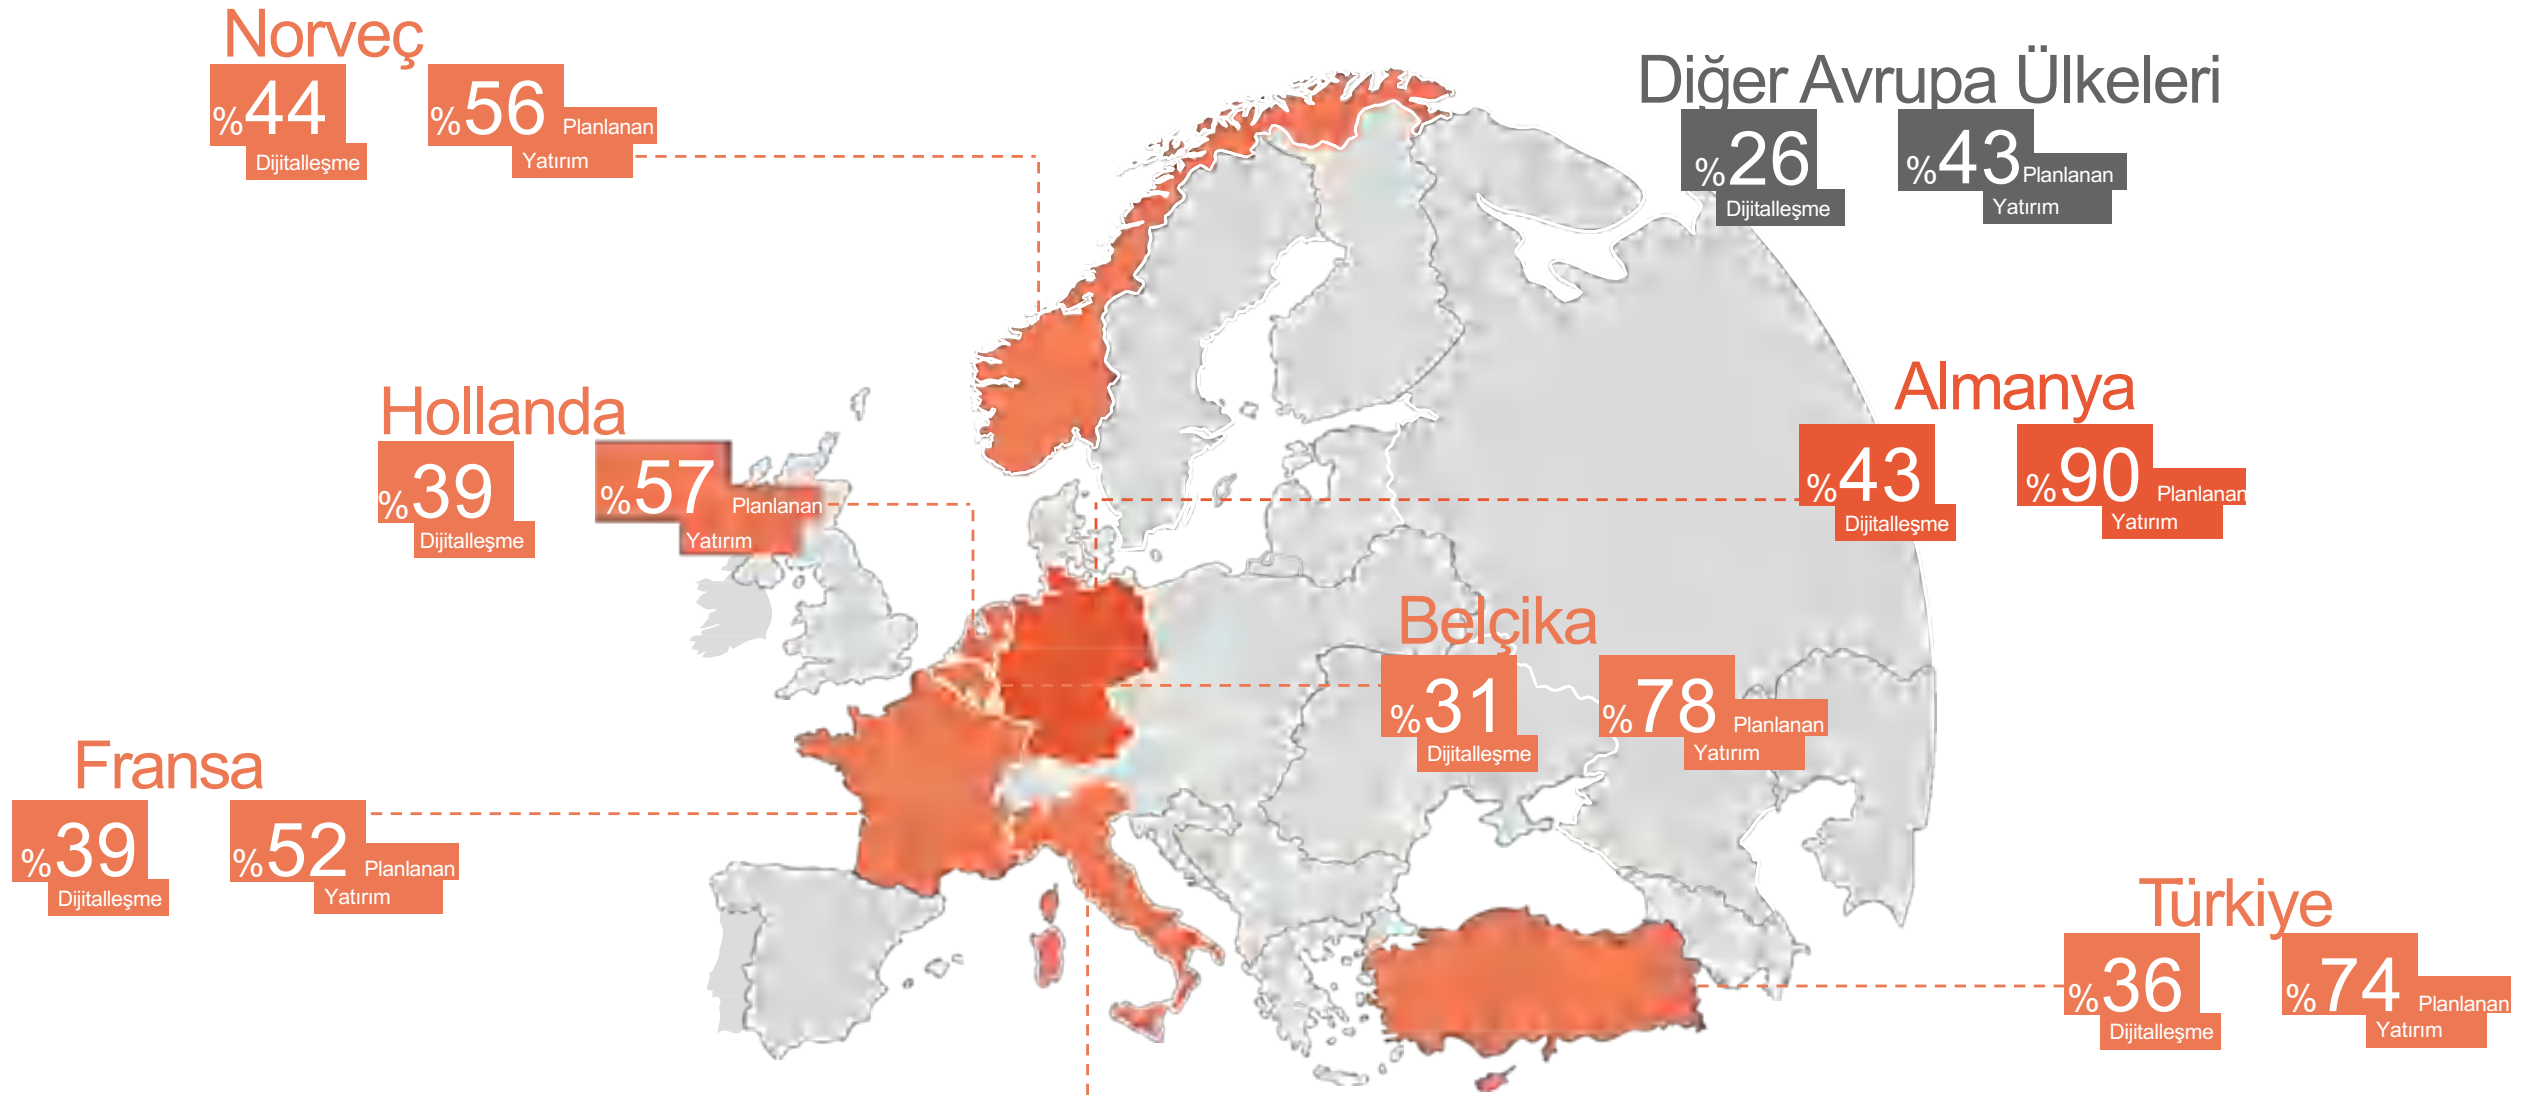 Norveç
%44
Dijitalleşme
%56 Planlanan
Yatırım
Diğer Avrupa Ülkeleri
%26
Dijitalleşme
%43 Planlanan
Yatırım
Hollanda
%39
Dijitalleşme
%57 Planlanan
Yatırım
Almanya
%43
Dijitalleşme
%90 Planlanan
Yatırım
Belçika
%31
Dijitalleşme
%78 Planlanan
Yatırım
Fransa
%39
Dijitalleşme
%52 Planlanan
Yatırım
Türkiye
%36
Dijitalleşme
%74 Planlanan
Yatırım